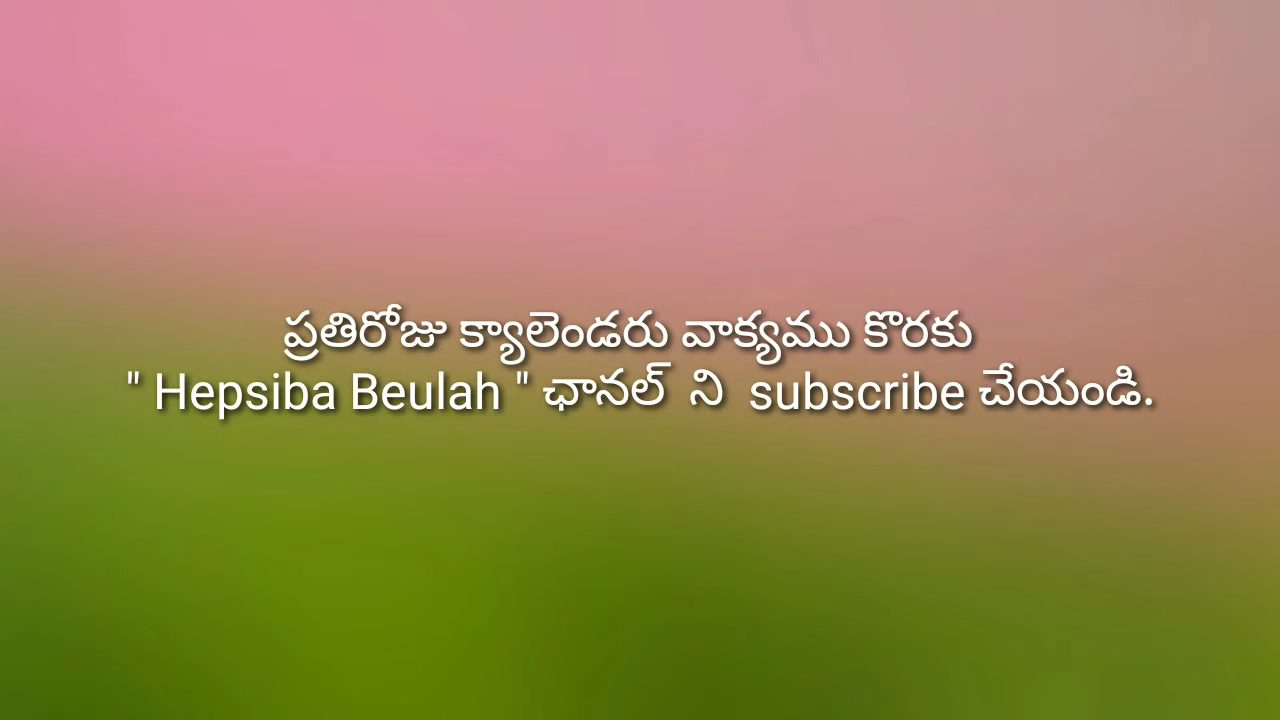 ప్రతిరోజు క్యాలెండరు వాక్యము కొరకు
" Hepsiba Beulah " ఛానల్ ని subscribe చేయండి.